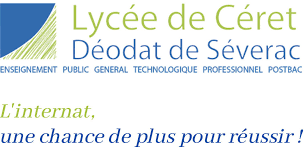 Lycée de Céret
Déodat de Séverac
ENSEIGNEMENT PUBLIC GENERAL TECHNOLOGIQUE PROFESSIONNEL POSTBAC
L'internat,
une chance de plus pour réussir !